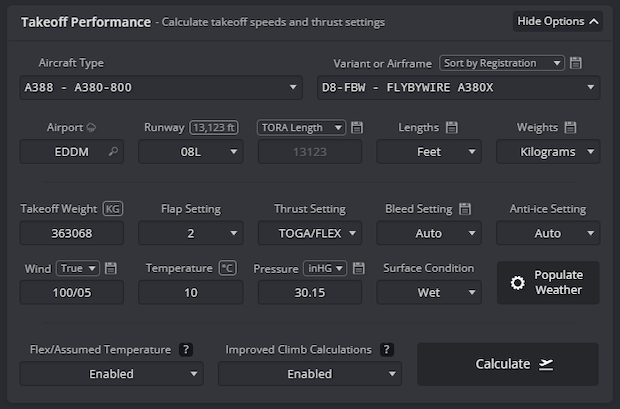 Takeoff Performance - Calculate takeoff speeds and thrust settings
Hide Options
Aircraft Type
Variant or Airframe
Sort by Registration
A388 - A380-800
D8-FBW - FLYBYWIRE A380X
Airport
Runway
13,123 ft
TORA Length
Lengths
Weights
EDDM
08L
13123
Feet
Kilograms
Takeoff Weight
KG
Flap Setting
Thrust Setting
Bleed Setting
Anti-ice Setting
363068
2
TOGA/FLEX
Auto
Auto
Wind
True
Temperature
°C
Pressure
inHG
Surface Condition
Populate
Weather
100/05
10
30.15
Wet
Flex/Assumed Temperature ?
Improved Climb Calculations ?
Calculate
Enabled
Enabled